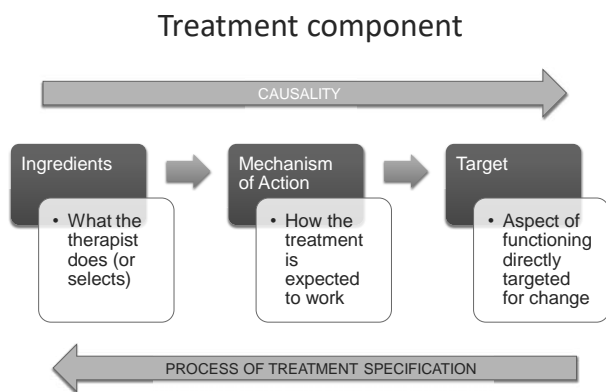 Treatment component
CAUSALITY
Ingredients
• What the
therapist
does (or
selects)
Mechanism
of Action
• How the
treatment is
expected
to work
Target
• Aspect of
functioning
directly
targeted
for change
PROCESS OF TREATMENT SPECIFICATION